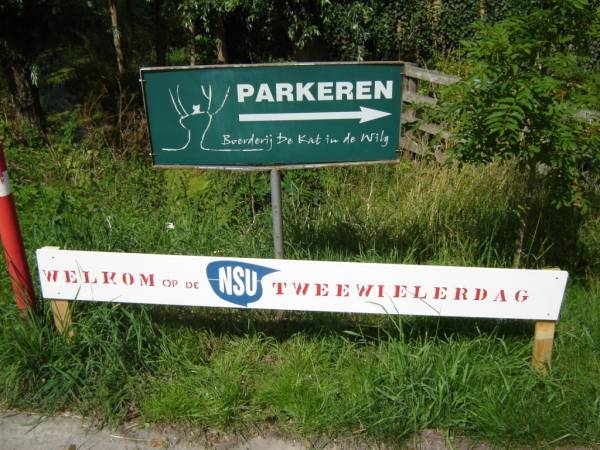 PARKEREN
Boerderij De Kat in de Wilg
WELKOM OP DE NSU TWEEWIELERDAG